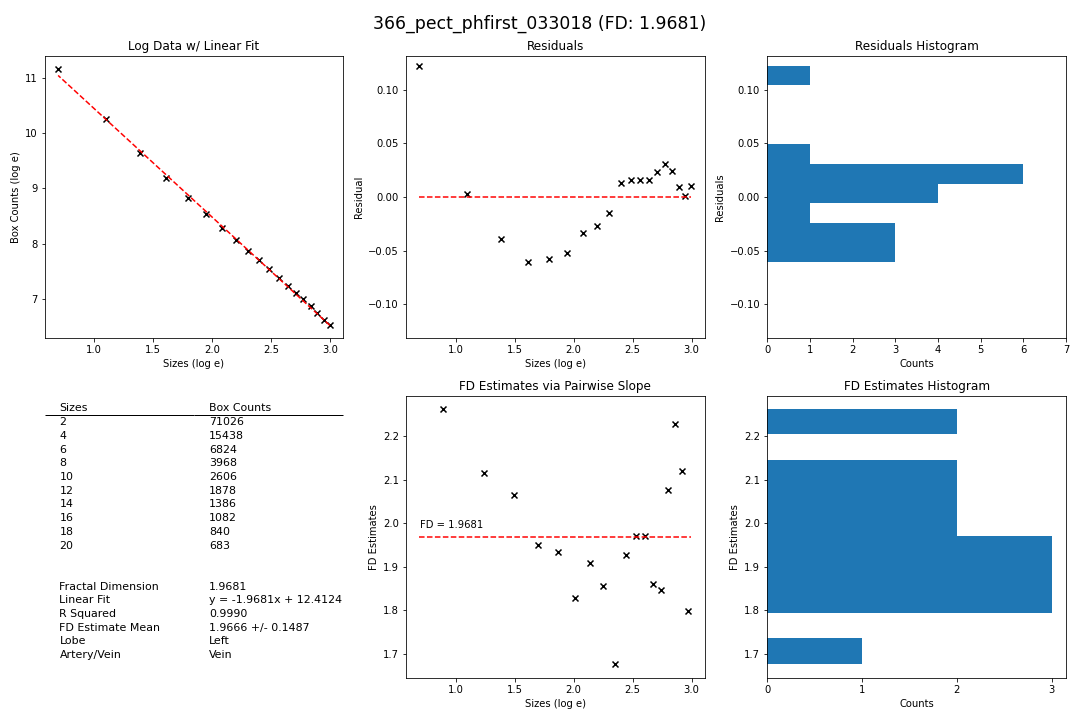 366_pect_phfirst_033018 (FD: 1.9681)
Log Data w/ Linear Fit
Box Counts (log e)
11
10
9
8
7
1.0 1.5 2.0 2.5 3.0
Sizes (log e)
Residuals
Residual
0.10
0.05
0.00
−0.05
−0.10
1.0 1.5 2.0 2.5 3.0
Sizes (log e)
Residuals Histogram
Residuals
0.10
0.05
0.00
−0.05
−0.10
0 1 2 3 4 5 6 7
Counts
Sizes Box Counts
2 71026
4 15438
6 6824
8 3968
10 2606
12 1878
14 1386
16 1082
18 840
20 683
Fractal Dimension 1.9681
Linear Fit y = -1.9681x + 12.4124
R Squared 0.9990
FD Estimate Mean 1.9666 +/- 0.1487
Lobe Left
Artery/Vein Vein
FD Estimates via Pairwise Slope
FD Estimates
2.2
2.1
2.0
1.9
1.8
1.7
FD = 1.9681
1.0 1.5 2.0 2.5 3.0
Sizes (log e)
FD Estimates Histogram
FD Estimates
2.2
2.1
2.0
1.9
1.8
1.7
0 1 2 3
Counts